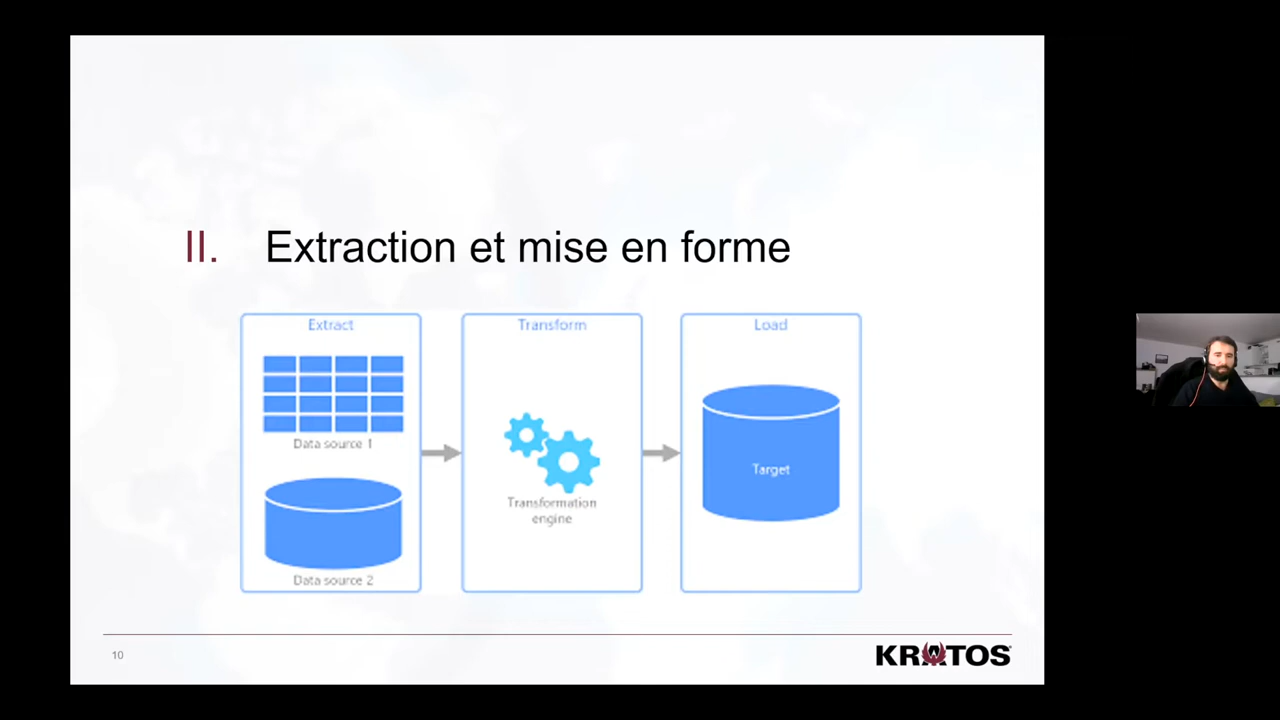 II. Extraction et mise en forme
Extract
Data source 1
Data source 2
Transform
Transformation
engine
Load
Target
10
KRATOS